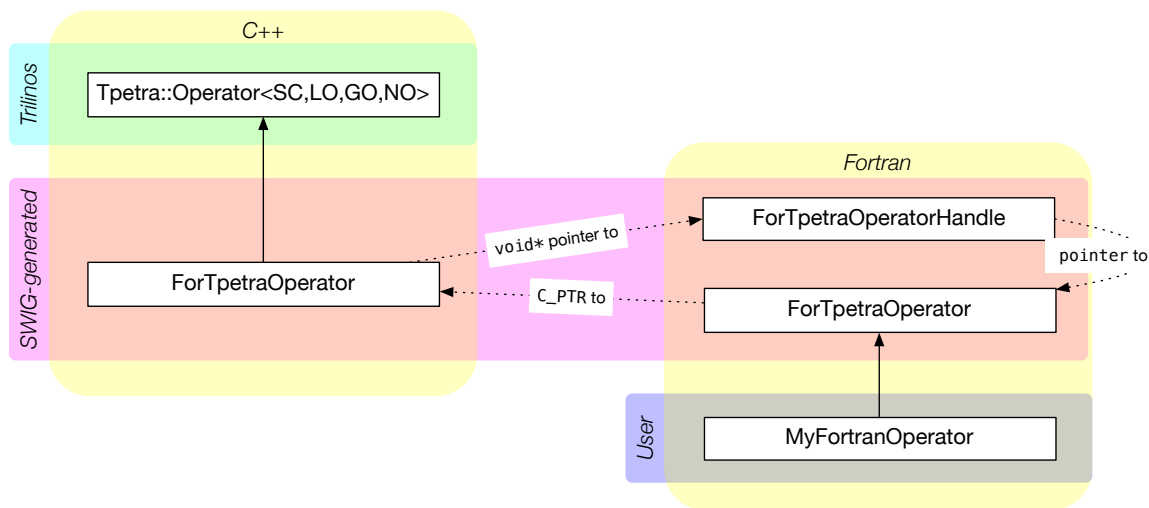 C++
Trilinos
Tpetra::Operator<SC,LO,GO,NO>
Fortran
SWIG-generated
ForTpetraOperatorHandle
void* pointer to
pointer to
ForTpetraOperator
C_PTR to
ForTpetraOperator
User
MyFortranOperator